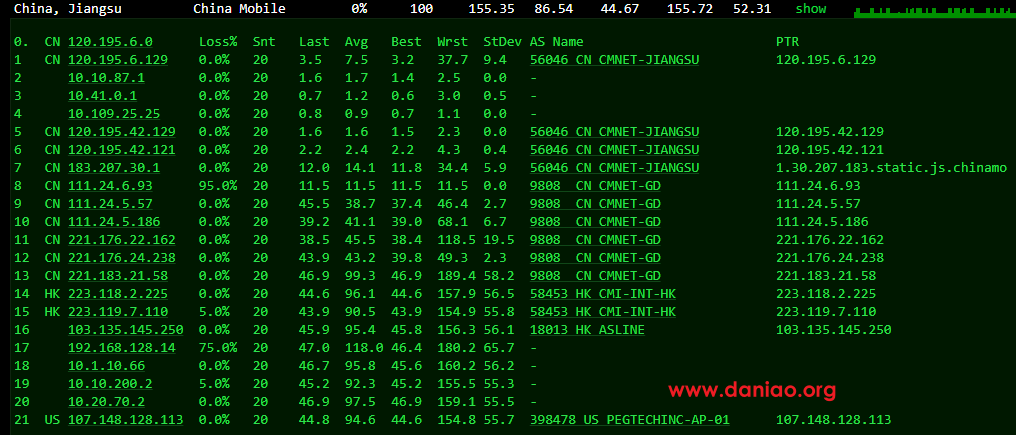 China, Jiangsu China Mobile 0% 100 155.35 86.54 44.67 155.72 52.31 show
0. CN 120.195.6.0 Loss% Snt Last Avg Best Wrst StDev AS Name PTR
1 CN 120.195.6.129 0.0% 20 3.5 7.5 3.2 37.7 9.4 56046 CN CMNET-JIANGSU 120.195.6.129
2 10.10.87.1 0.0% 20 1.6 1.7 1.4 2.5 0.0 -
3 10.41.0.1 0.0% 20 0.7 1.2 0.6 3.0 0.5 -
4 10.109.25.25 0.0% 20 0.8 0.9 0.7 1.1 0.0 -
5 CN 120.195.42.129 0.0% 20 1.6 1.6 1.5 2.3 0.0 56046 CN CMNET-JIANGSU 120.195.42.129
6 CN 120.195.42.121 0.0% 20 2.2 2.4 2.2 4.3 0.4 56046 CN CMNET-JIANGSU 120.195.42.121
7 CN 183.207.30.1 0.0% 20 12.0 14.1 11.8 34.4 5.9 56046 CN CMNET-JIANGSU 1.30.207.183.static.js.chinamo
8 CN 111.24.6.93 95.0% 20 11.5 11.5 11.5 11.5 0.0 9808 CN CMNET-GD 111.24.6.93
9 CN 111.24.5.57 0.0% 20 45.5 38.7 37.4 46.4 2.7 9808 CN CMNET-GD 111.24.5.57
10 CN 111.24.5.186 0.0% 20 39.2 41.1 39.0 68.1 6.7 9808 CN CMNET-GD 111.24.5.186
11 CN 221.176.22.162 0.0% 20 38.5 45.5 38.4 118.5 19.5 9808 CN CMNET-GD 221.176.22.162
12 CN 221.176.24.238 0.0% 20 43.9 43.2 39.8 49.3 2.3 9808 CN CMNET-GD 221.176.24.238
13 CN 221.183.21.58 0.0% 20 46.9 99.3 46.9 189.4 58.2 9808 CN CMNET-GD 221.183.21.58
14 HK 223.118.2.225 0.0% 20 44.6 96.1 44.6 157.9 56.5 58453 HK CMI-INT-HK 223.118.2.225
15 HK 223.119.7.110 5.0% 20 43.9 90.5 43.9 154.9 55.8 58453 HK CMI-INT-HK 223.119.7.110
16 103.135.145.250 0.0% 20 45.9 95.4 45.8 156.3 56.1 18013 HK ASLINE 103.135.145.250
17 192.168.128.14 75.0% 20 47.0 118.0 46.4 180.2 65.7 -
18 10.1.10.66 0.0% 20 46.7 95.8 45.6 160.2 56.2 -
19 10.10.200.2 5.0% 20 45.2 92.3 45.2 155.5 55.3 -
20 10.20.70.2 0.0% 20 46.9 97.5 46.9 159.1 55.5 -
www.daniao.org
21 US 107.148.128.113 0.0% 20 44.8 94.6 44.6 154.8 55.7 398478 US PEGTECHINC-AP-01 107.148.128.113